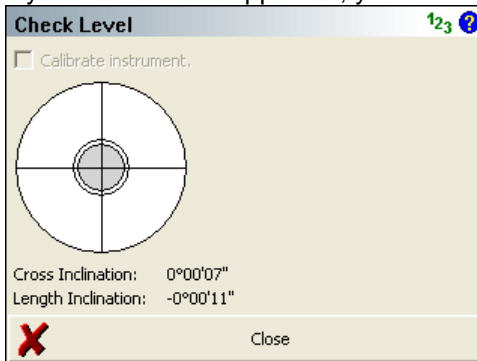 Check Level 123 ?
Calibrate instrument.
Cross Inclination: 0°00'07"
Length Inclination: -0°00'11"
Close